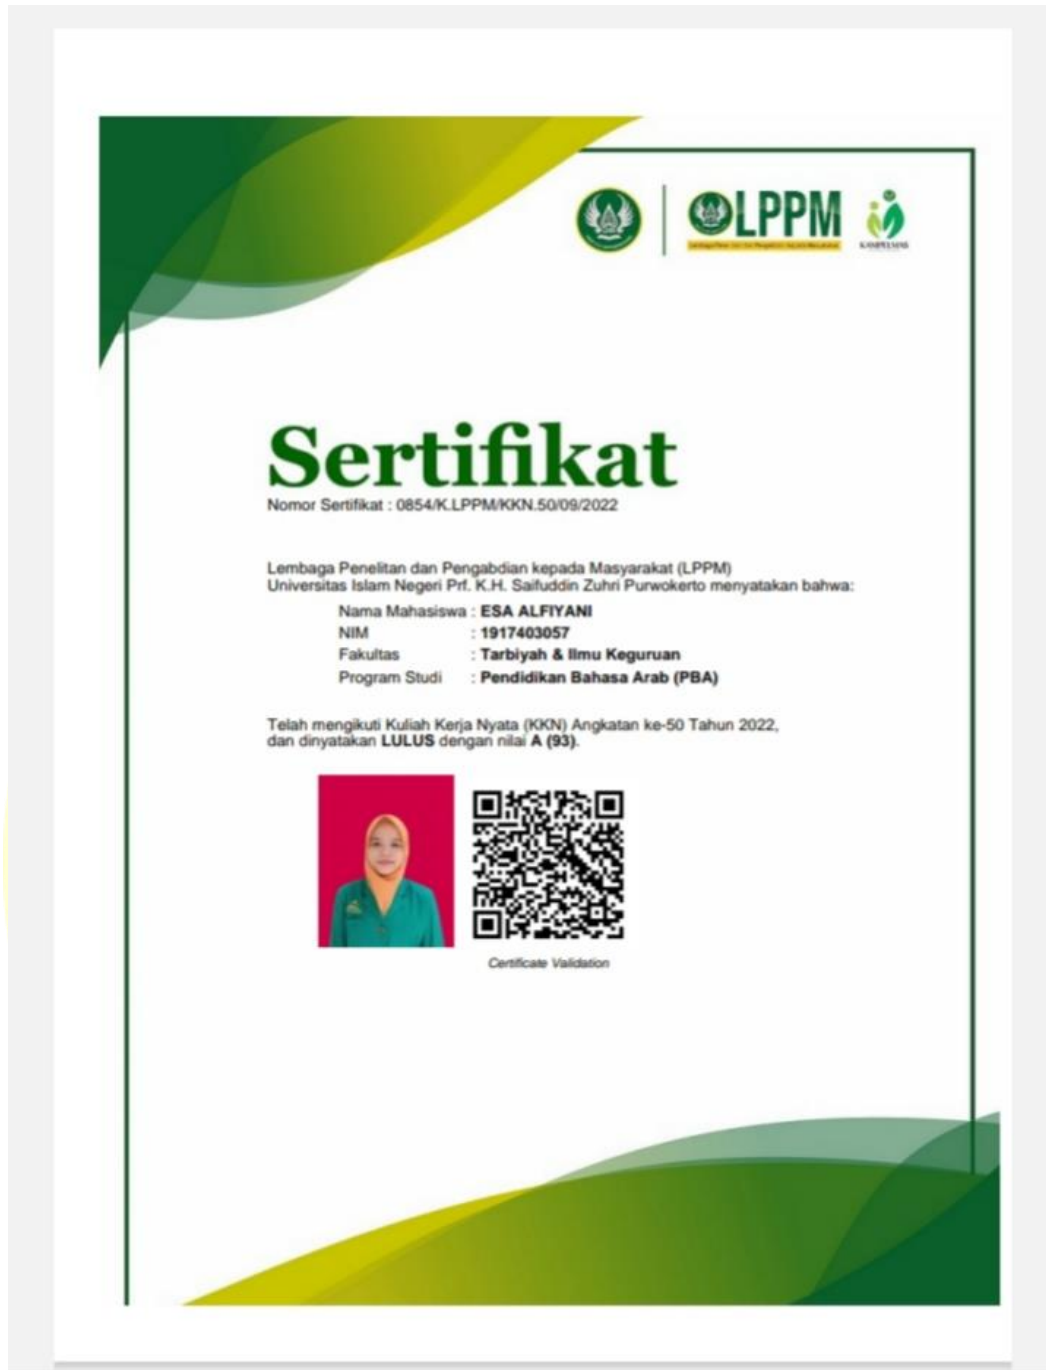 LPPM
KAMPELMAS
Sertifikat
Nomor Sertifikat : 0854/K.LPPM/KKN.50/09/2022
Lembaga Penelitan dan Pengabdian kepada Masyarakat (LPPM)
Universitas Islam Negeri Prf. K.H. Saifuddin Zuhri Purwokerto menyatakan bahwa:
Nama Mahasiswa : ESA ALFIYANI
NIM : 1917403057
Fakultas : Tarbiyah & Ilmu Keguruan
Program Studi : Pendidikan Bahasa Arab (PBA)
Telah mengikuti Kuliah Kerja Nyata (KKN) Angkatan ke-50 Tahun 2022,
dan dinyatakan LULUS dengan nilai A (93).
Certificate Validation